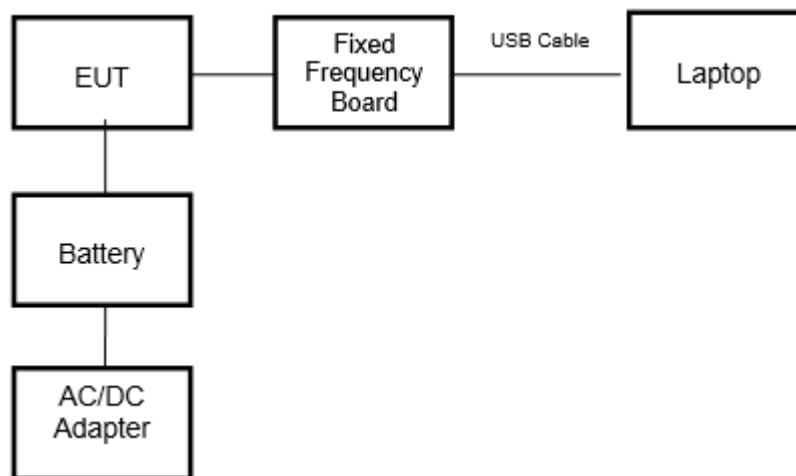 EUT
Fixed
Frequency
Board
USB Cable
Laptop
Battery
AC/DC
Adapter